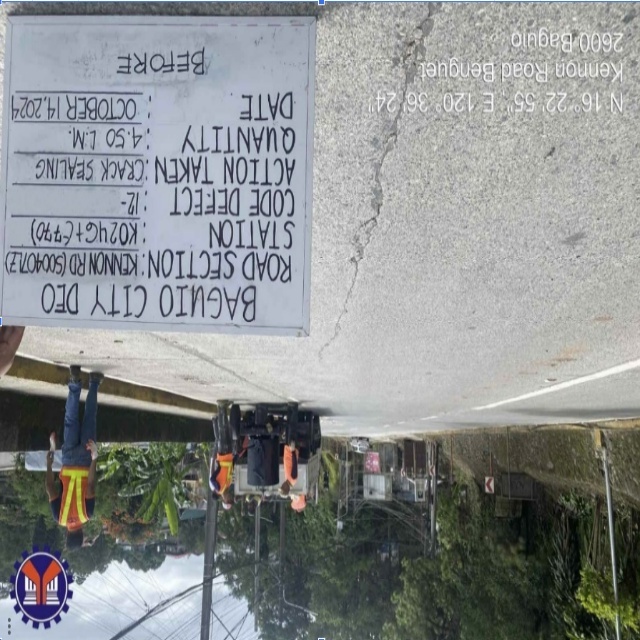 BAGUIO CITY DEO
ROAD SECTION : KENNON RD (S00407LZ)
STATION : K0246+(-790)
CODE DEFECT : 12-
ACTION TAKEN : CRACK SEALING
QUANTITY : 4.50 L.M.
DATE : OCTOBER 14, 2024
BEFORE
N 16° 22' 55'' E 120° 36' 24''
Kennon Road Benguet
2600 Baguio